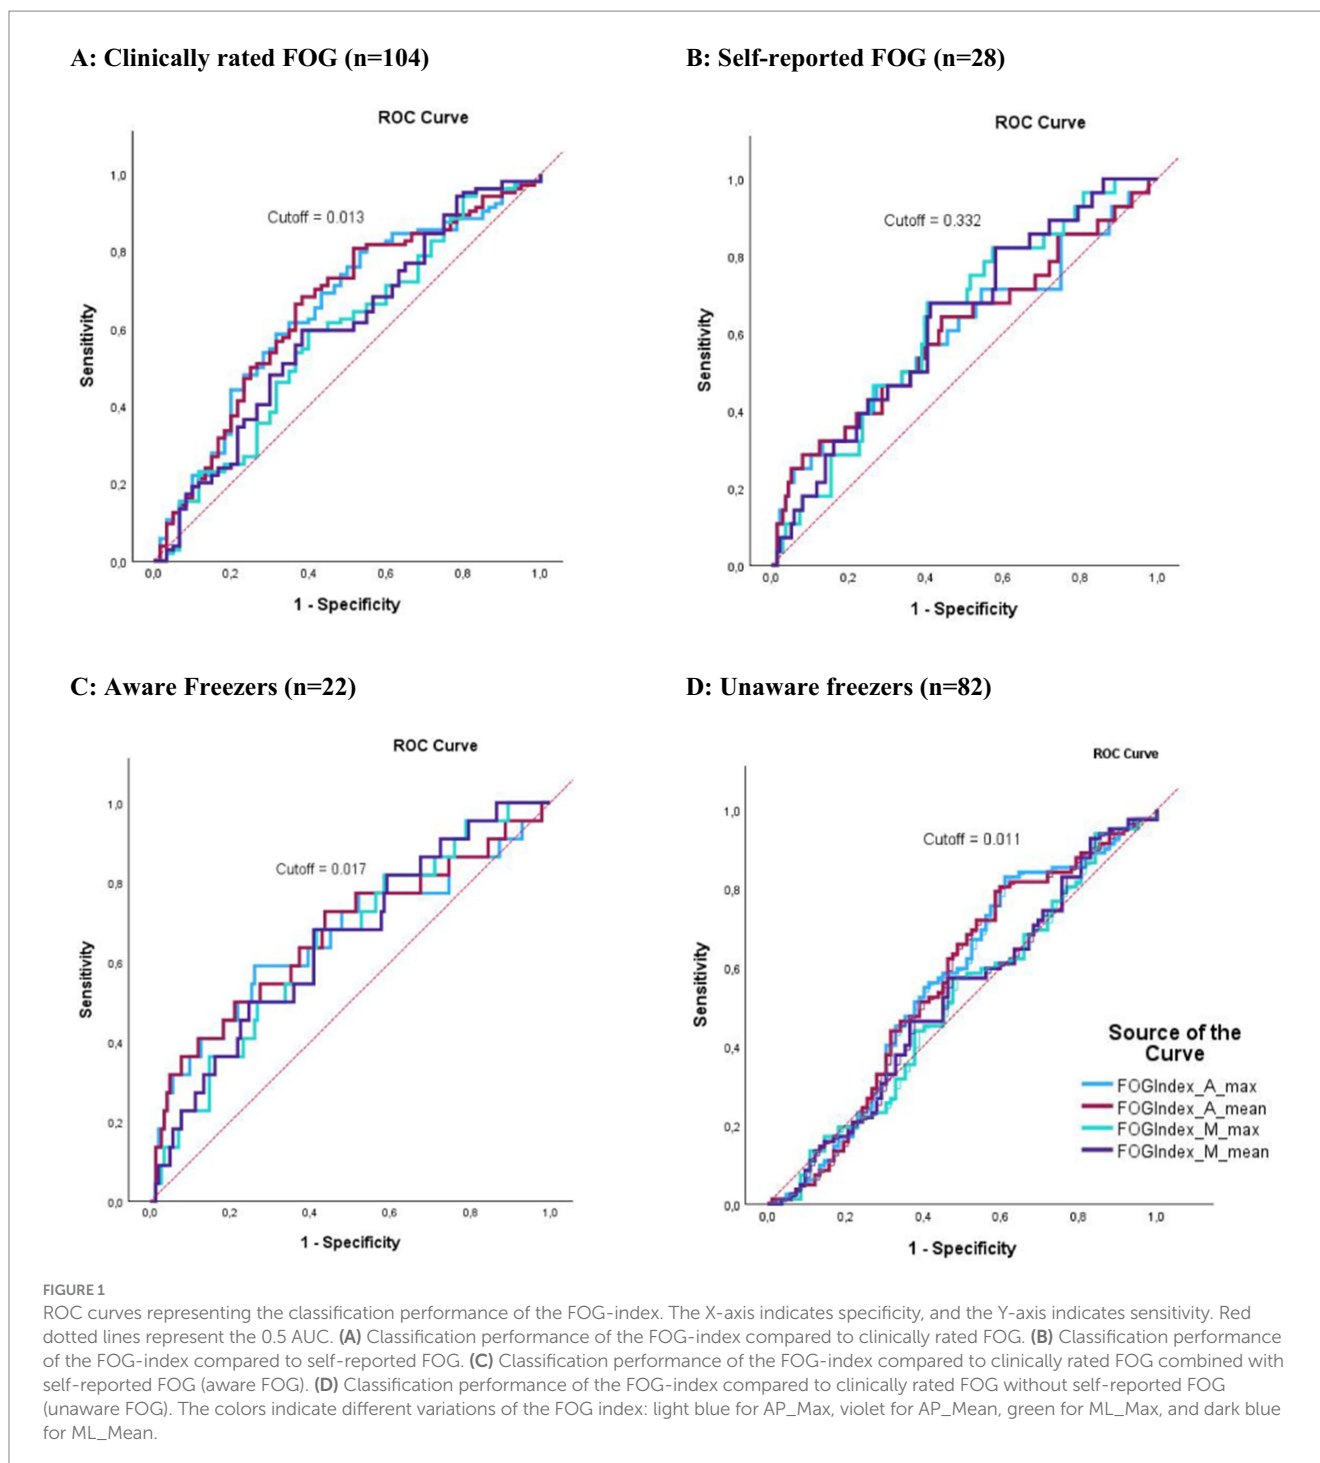 A: Clinically rated FOG (n=104)
ROC Curve
Cutoff = 0.013
Sensitivity
1,0
0,8
0,6
0,4
0,2
0,0
0,0 0,2 0,4 0,6 0,8 1,0
1 - Specificity
B: Self-reported FOG (n=28)
ROC Curve
Cutoff = 0.332
Sensitivity
1,0
0,8
0,6
0,4
0,2
0,0
0,0 0,2 0,4 0,6 0,8 1,0
1 - Specificity
C: Aware Freezers (n=22)
ROC Curve
Cutoff = 0.017
Sensitivity
1,0
0,8
0,6
0,4
0,2
0,0
0,0 0,2 0,4 0,6 0,8 1,0
1 - Specificity
D: Unaware freezers (n=82)
ROC Curve
Cutoff = 0.011
Sensitivity
1,0
0,8
0,6
0,4
0,2
0,0
0,0 0,2 0,4 0,6 0,8 1,0
1 - Specificity
Source of the
Curve
FOGIndex_A_max
FOGIndex_A_mean
FOGIndex_M_max
FOGIndex_M_mean
FIGURE 1
ROC curves representing the classification performance of the FOG-index. The X-axis indicates specificity, and the Y-axis indicates sensitivity. Red
dotted lines represent the 0.5 AUC. (A) Classification performance of the FOG-index compared to clinically rated FOG. (B) Classification performance
of the FOG-index compared to self-reported FOG. (C) Classification performance of the FOG-index compared to clinically rated FOG combined with
self-reported FOG (aware FOG). (D) Classification performance of the FOG-index compared to clinically rated FOG without self-reported FOG
(unaware FOG). The colors indicate different variations of the FOG index: light blue for AP_Max, violet for AP_Mean, green for ML_Max, and dark blue
for ML_Mean.